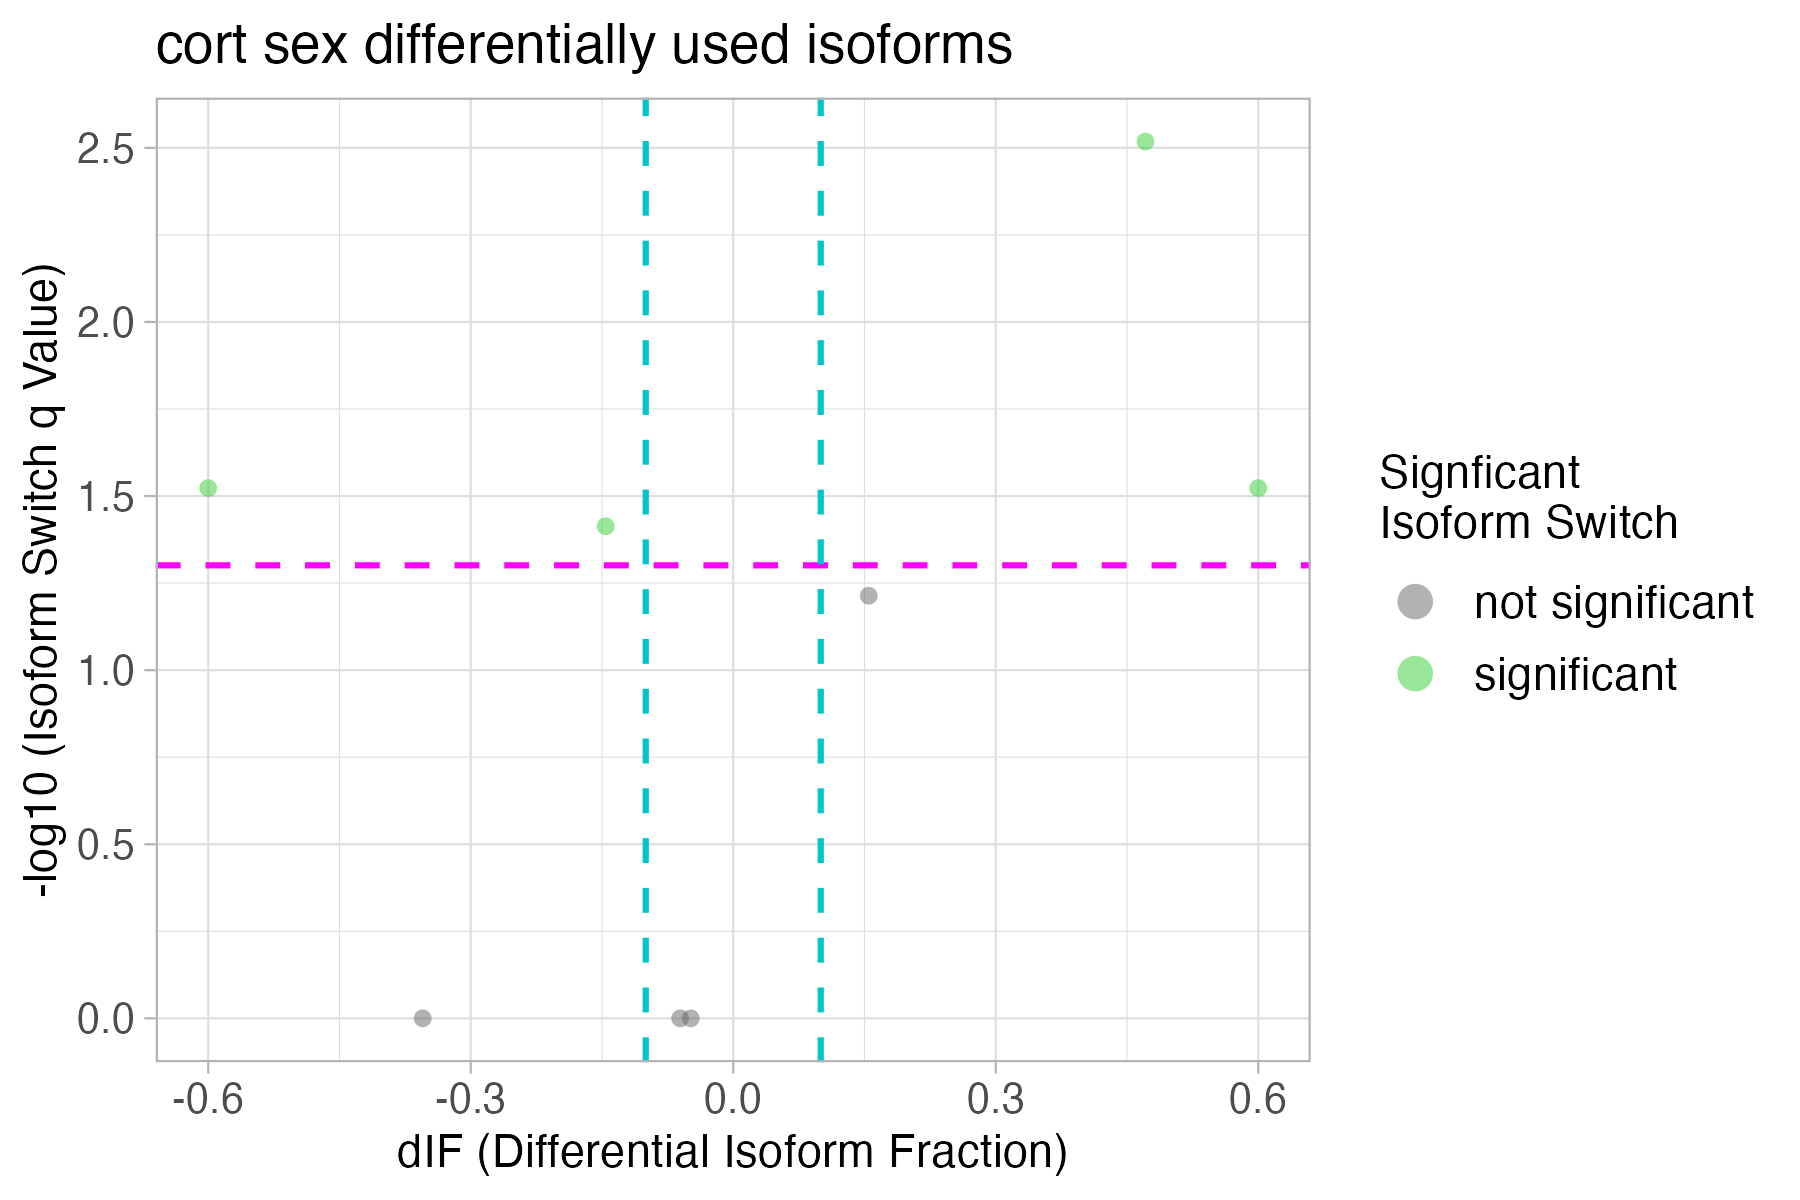 cort sex differentially used isoforms
-log10 (Isoform Switch q Value)
2.5
2.0
1.5
1.0
0.5
0.0
-0.6
-0.3
0.0
0.3
0.6
dIF (Differential Isoform Fraction)
Signficant
Isoform Switch
not significant
significant